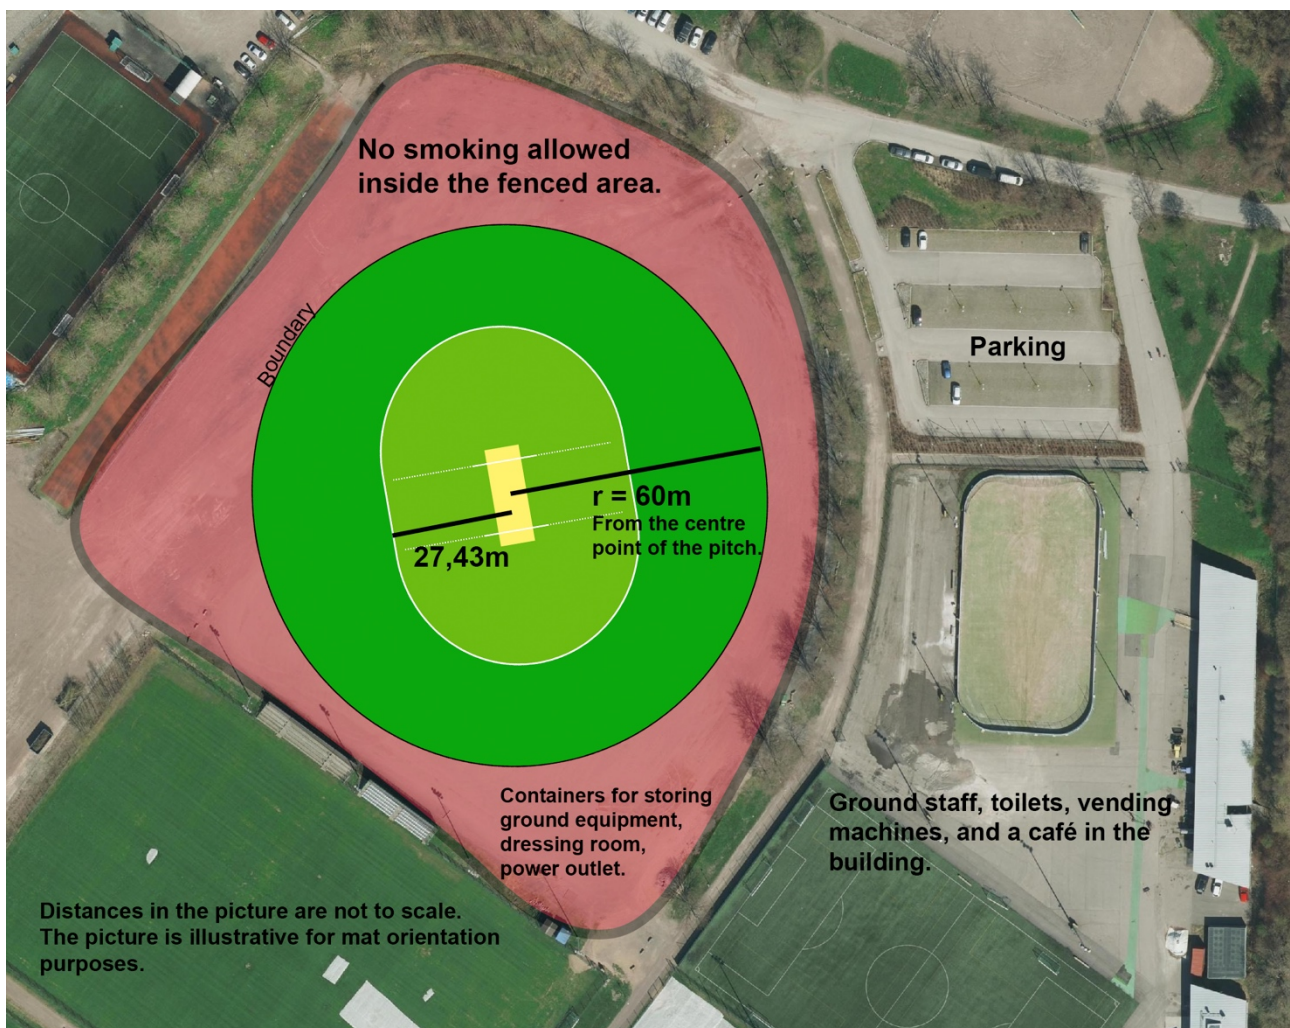 No smoking allowed
inside the fenced area.
Boundary
Parking
r = 60m
From the centre
point of the pitch.
27,43m
Containers for storing
ground equipment,
dressing room,
power outlet.
Ground staff, toilets, vending
machines, and a café in the
building.
Distances in the picture are not to scale.
The picture is illustrative for mat orientation
purposes.